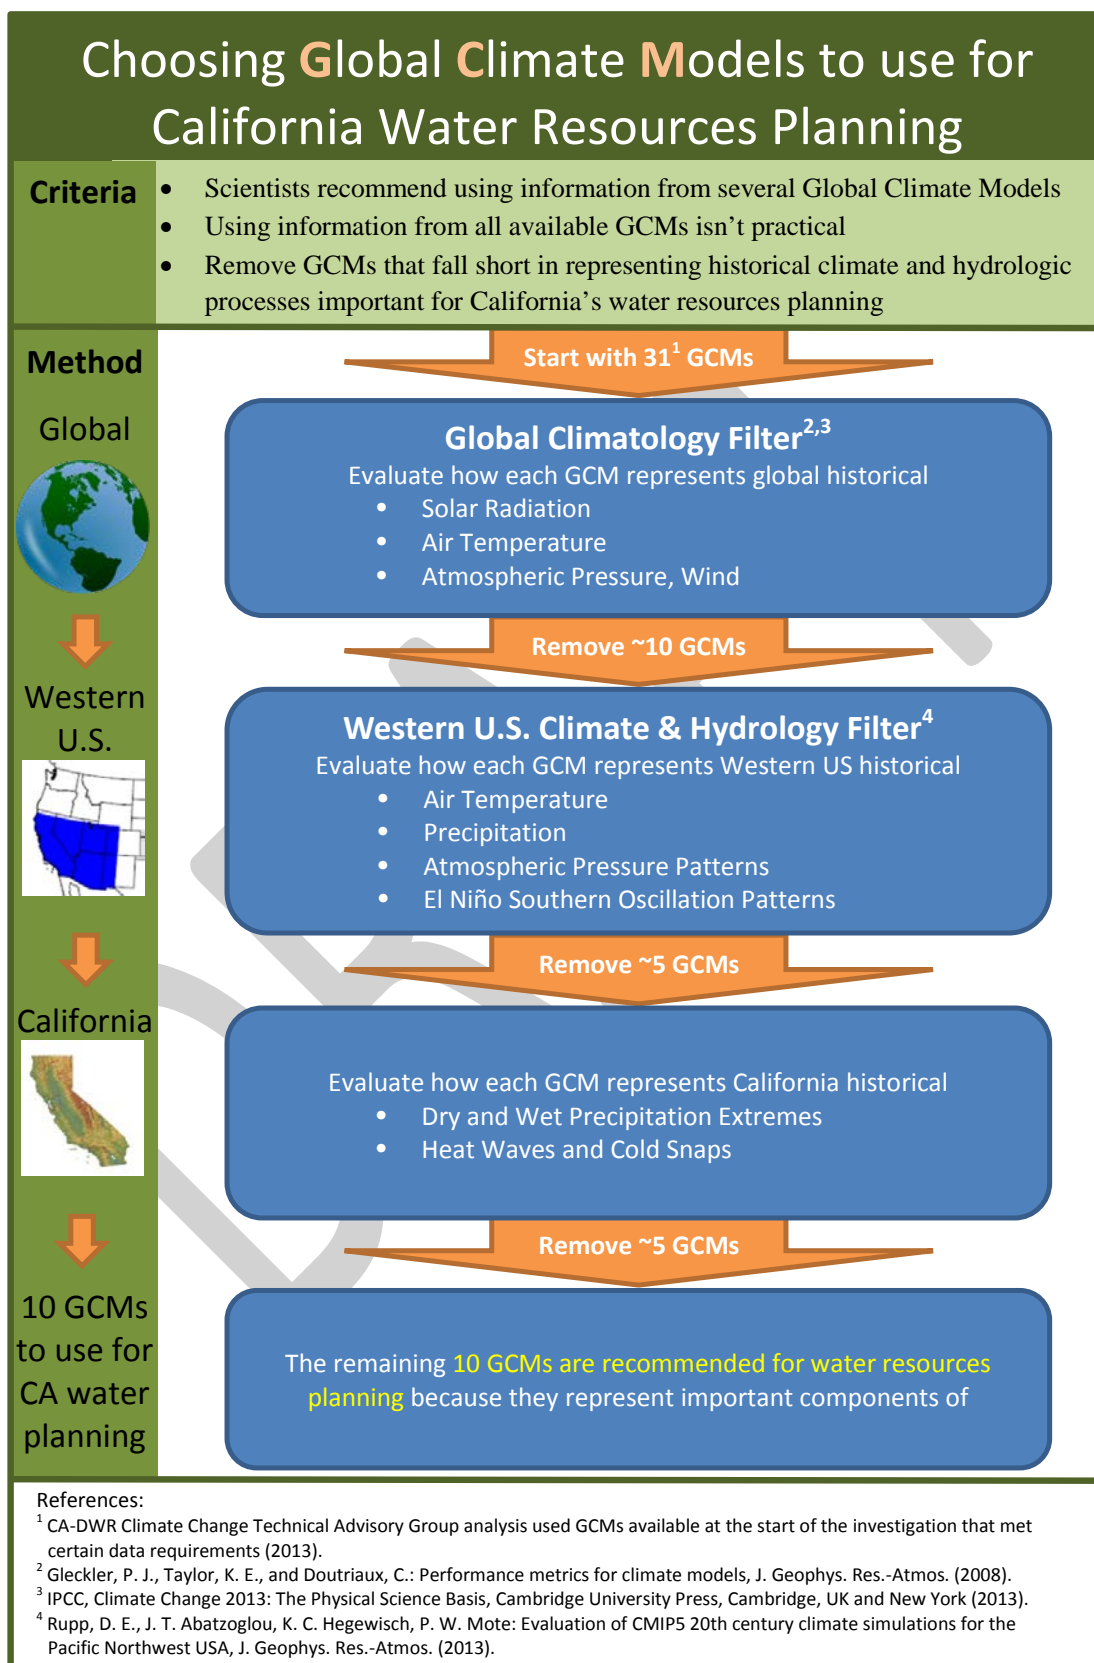 Choosing Global Climate Models to use for
California Water Resources Planning
Criteria
• Scientists recommend using information from several Global Climate Models
• Using information from all available GCMs isn't practical
• Remove GCMs that fall short in representing historical climate and hydrologic
processes important for California's water resources planning
Method
Start with 31¹ GCMs
Global
Global Climatology Filter²,³
Evaluate how each GCM represents global historical
• Solar Radiation
• Air Temperature
• Atmospheric Pressure, Wind
Remove ~10 GCMs
Western
U.S.
Western U.S. Climate & Hydrology Filter⁴
Evaluate how each GCM represents Western US historical
• Air Temperature
• Precipitation
• Atmospheric Pressure Patterns
• El Niño Southern Oscillation Patterns
Remove ~5 GCMs
California
Evaluate how each GCM represents California historical
• Dry and Wet Precipitation Extremes
• Heat Waves and Cold Snaps
Remove ~5 GCMs
10 GCMs
to use for
CA water
planning
The remaining 10 GCMs are recommended for water resources
planning because they represent important components of
References:
¹ CA-DWR Climate Change Technical Advisory Group analysis used GCMs available at the start of the investigation that met
certain data requirements (2013).
² Gleckler, P. J., Taylor, K. E., and Doutriaux, C.: Performance metrics for climate models, J. Geophys. Res.-Atmos. (2008).
³ IPCC, Climate Change 2013: The Physical Science Basis, Cambridge University Press, Cambridge, UK and New York (2013).
⁴ Rupp, D. E., J. T. Abatzoglou, K. C. Hegewisch, P. W. Mote: Evaluation of CMIP5 20th century climate simulations for the
Pacific Northwest USA, J. Geophys. Res.-Atmos. (2013).
DRAFT